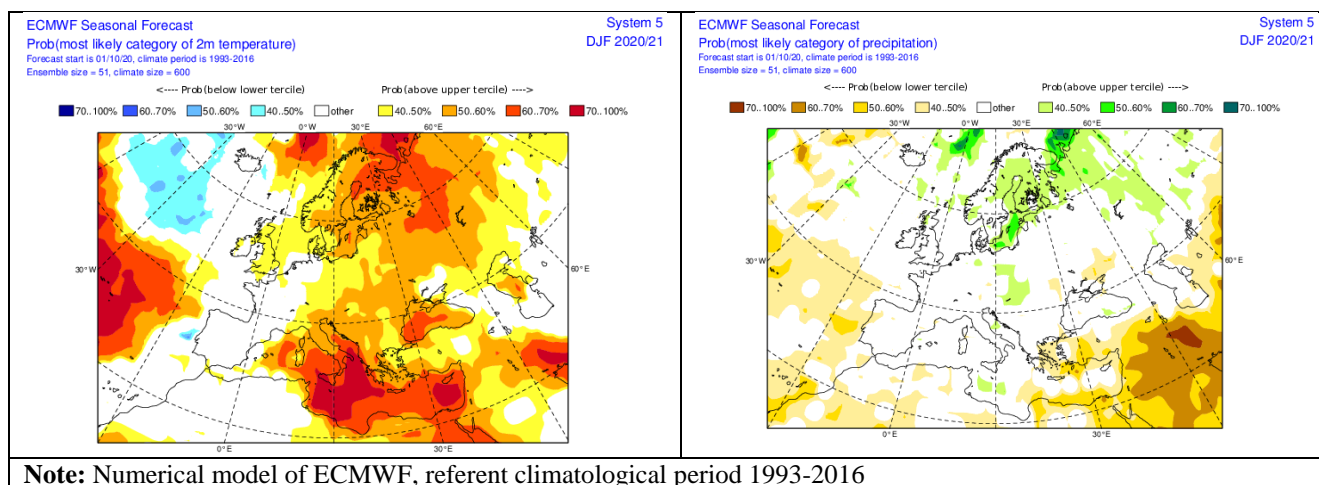 ECMWF Seasonal Forecast
System 5
Prob(most likely category of 2m temperature)
DJF 2020/21
Forecast start is 01/10/20, climate period is 1993-2016
Ensemble size = 51, climate size = 600
<---- Prob(below lower tercile)
Prob(above upper tercile) ---->
70..100%
60..70%
50..60%
40..50%
other
40..50%
50..60%
60..70%
70..100%
30°W
0°W
30°E
60°E
30°W
60°E
0°E
30°E
ECMWF Seasonal Forecast
System 5
Prob(most likely category of precipitation)
DJF 2020/21
Forecast start is 01/10/20, climate period is 1993-2016
Ensemble size = 51, climate size = 600
<---- Prob(below lower tercile)
Prob(above upper tercile) ---->
70..100%
60..70%
50..60%
40..50%
other
40..50%
50..60%
60..70%
70..100%
30°W
0°W
30°E
60°E
30°W
60°E
0°E
30°E
Note: Numerical model of ECMWF, referent climatological period 1993-2016